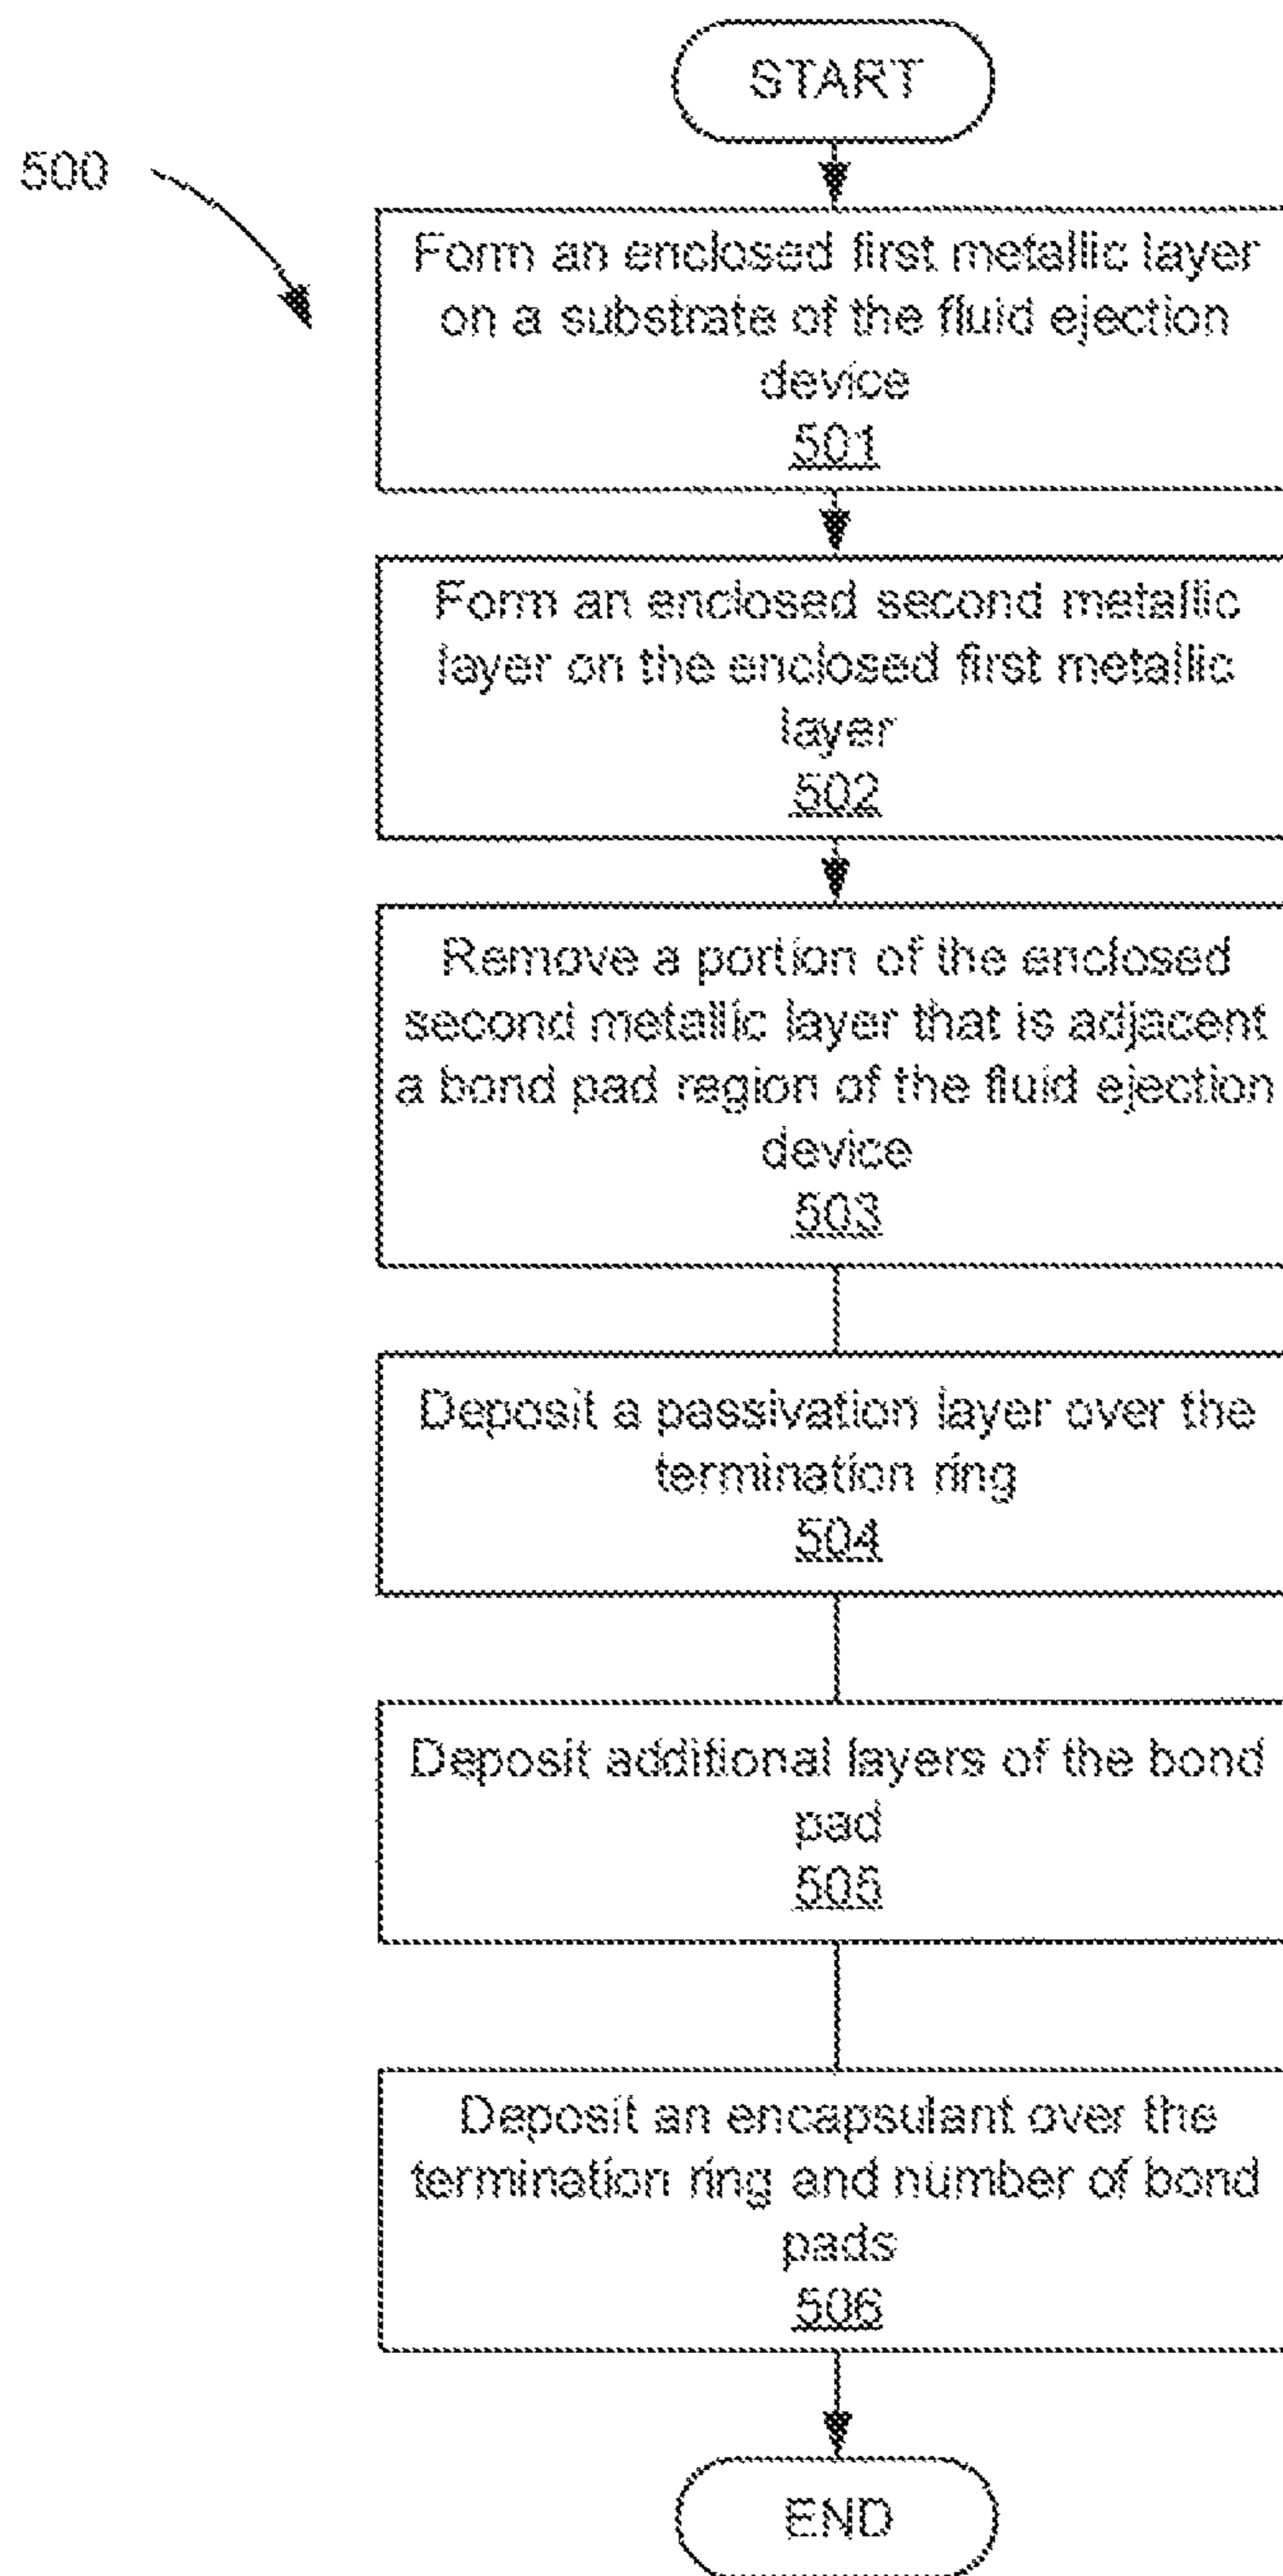 START
500
Form an enclosed first metallic layer
on a substrate of the fluid ejection
device
501
Form an enclosed second metallic
layer on the enclosed first metallic
layer
502
Remove a portion of the enclosed
second metallic layer that is adjacent
a bond pad region of the fluid ejection
device
503
Deposit a passivation layer over the
termination ring
504
Deposit additional layers of the bond
pad
505
Deposit an encapsulant over the
termination ring and number of bond
pads
506
END